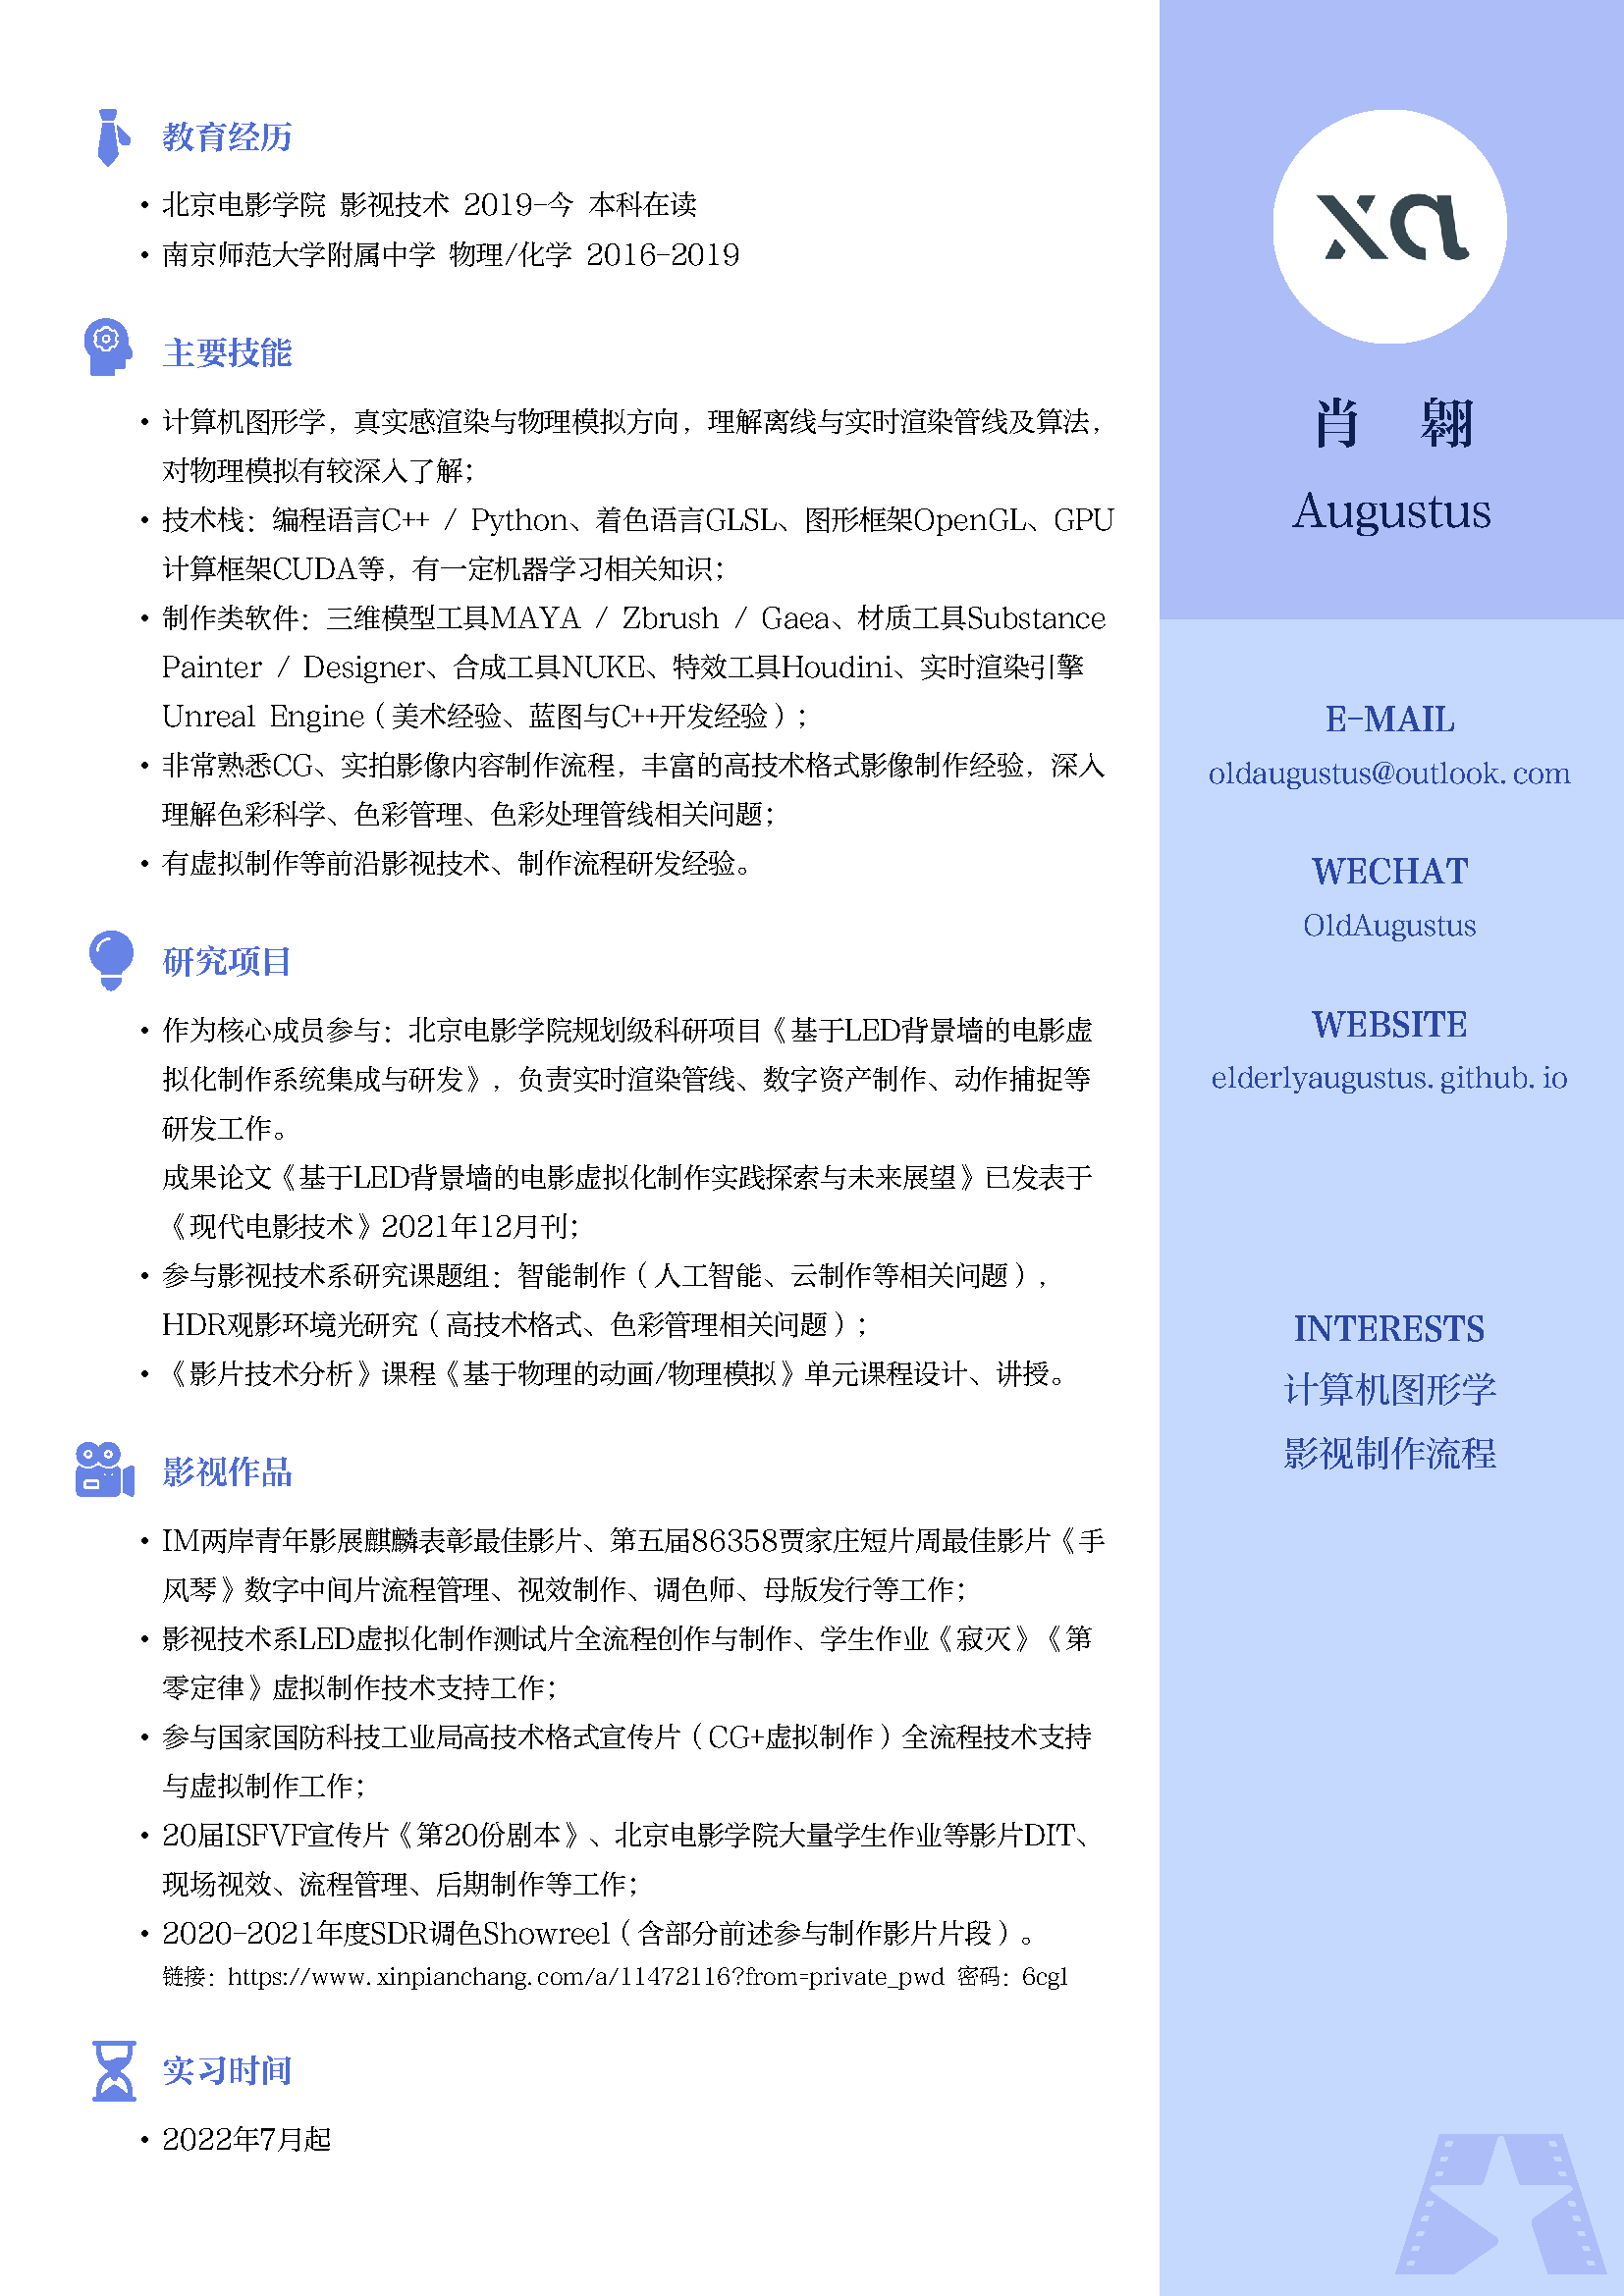 教育经历
• 北京电影学院 影视技术 2019-今 本科在读
• 南京师范大学附属中学 物理/化学 2016-2019
主要技能
• 计算机图形学，真实感渲染与物理模拟方向，理解离线与实时渲染管线及算法，
对物理模拟有较深入了解；
• 技术栈：编程语言C++ / Python、着色语言GLSL、图形框架OpenGL、GPU
计算框架CUDA等，有一定机器学习相关知识；
• 制作类软件：三维模型工具MAYA / Zbrush / Gaea、材质工具Substance
Painter / Designer、合成工具NUKE、特效工具Houdini、实时渲染引擎
Unreal Engine（美术经验、蓝图与C++开发经验）；
• 非常熟悉CG、实拍影像内容制作流程，丰富的高技术格式影像制作经验，深入
理解色彩科学、色彩管理、色彩处理管线相关问题；
• 有虚拟制作等前沿影视技术、制作流程研发经验。
研究项目
• 作为核心成员参与：北京电影学院规划级科研项目《基于LED背景墙的电影虚
拟化制作系统集成与研发》，负责实时渲染管线、数字资产制作、动作捕捉等
研发工作。
成果论文《基于LED背景墙的电影虚拟化制作实践探索与未来展望》已发表于
《现代电影技术》2021年12月刊；
• 参与影视技术系研究课题组：智能制作（人工智能、云制作等相关问题），
HDR观影环境光研究（高技术格式、色彩管理相关问题）；
• 《影片技术分析》课程《基于物理的动画/物理模拟》单元课程设计、讲授。
影视作品
• IM两岸青年影展麒麟表彰最佳影片、第五届86358贾家庄短片周最佳影片《手
风琴》数字中间片流程管理、视效制作、调色师、母版发行等工作；
• 影视技术系LED虚拟化制作测试片全流程创作与制作、学生作业《寂灭》《第
零定律》虚拟制作技术支持工作；
• 参与国家国防科技工业局高技术格式宣传片（CG+虚拟制作）全流程技术支持
与虚拟制作工作；
• 20届ISFVF宣传片《第20份剧本》、北京电影学院大量学生作业等影片DIT、
现场视效、流程管理、后期制作等工作；
• 2020-2021年度SDR调色Showreel（含部分前述参与制作影片片段）。
链接：https://www.xinpianchang.com/a/11472116?from=private_pwd 密码：6cgl
实习时间
• 2022年7月起
xa
肖 翱
Augustus
E-MAIL
oldaugustus@outlook.com
WECHAT
OldAugustus
WEBSITE
elderlyaugustus.github.io
INTERESTS
计算机图形学
影视制作流程